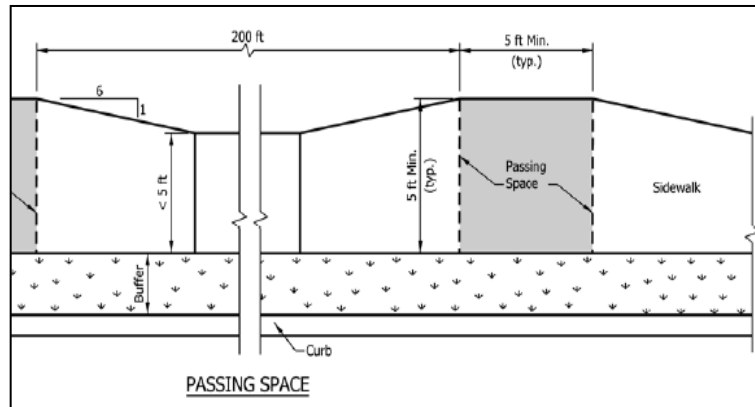 200 ft
5 ft Min.
(typ.)
6
1
< 5 ft
5 ft Min.
(typ.)
Passing
Space
Sidewalk
Buffer
Curb
PASSING SPACE